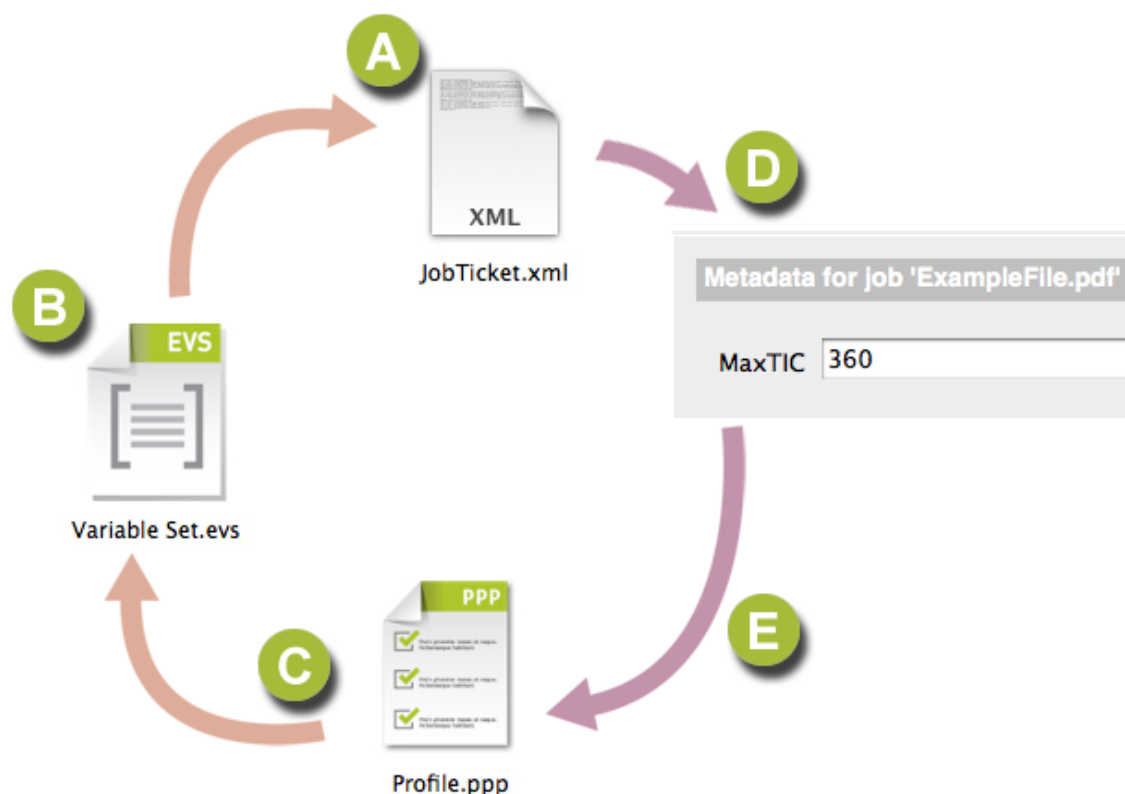 A
XML
JobTicket.xml
D
Metadata for job 'ExampleFile.pdf'
MaxTIC 360
B
EVS
Variable Set.evs
C
PPP
Profile.ppp
E